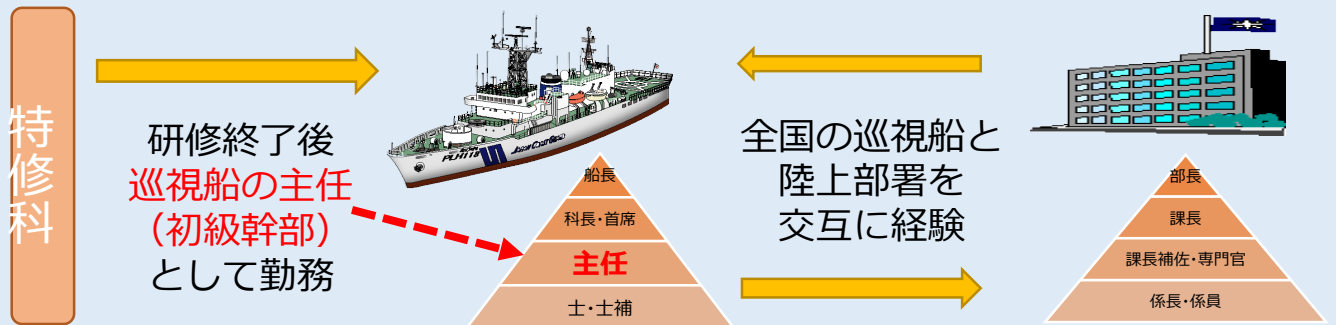 特修科
研修終了後
巡視船の主任
（初級幹部）
として勤務
船長
科長・首席
主任
士・士補
全国の巡視船と
陸上部署を
交互に経験
部長
課長
課長補佐・専門官
係長・係員